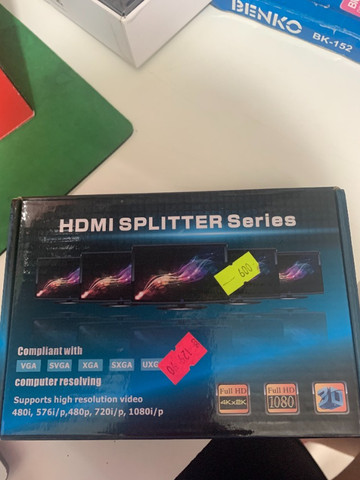 BENKO
BK-152
HDMI SPLITTER Series
600
Compliant with
VGA SVGA XGA SXGA UXG
computer resolving
Supports high resolution video
480i, 576i/p,480p, 720i/p, 1080i/p
Full HD
4Kx2K
Full HD
1080
3D